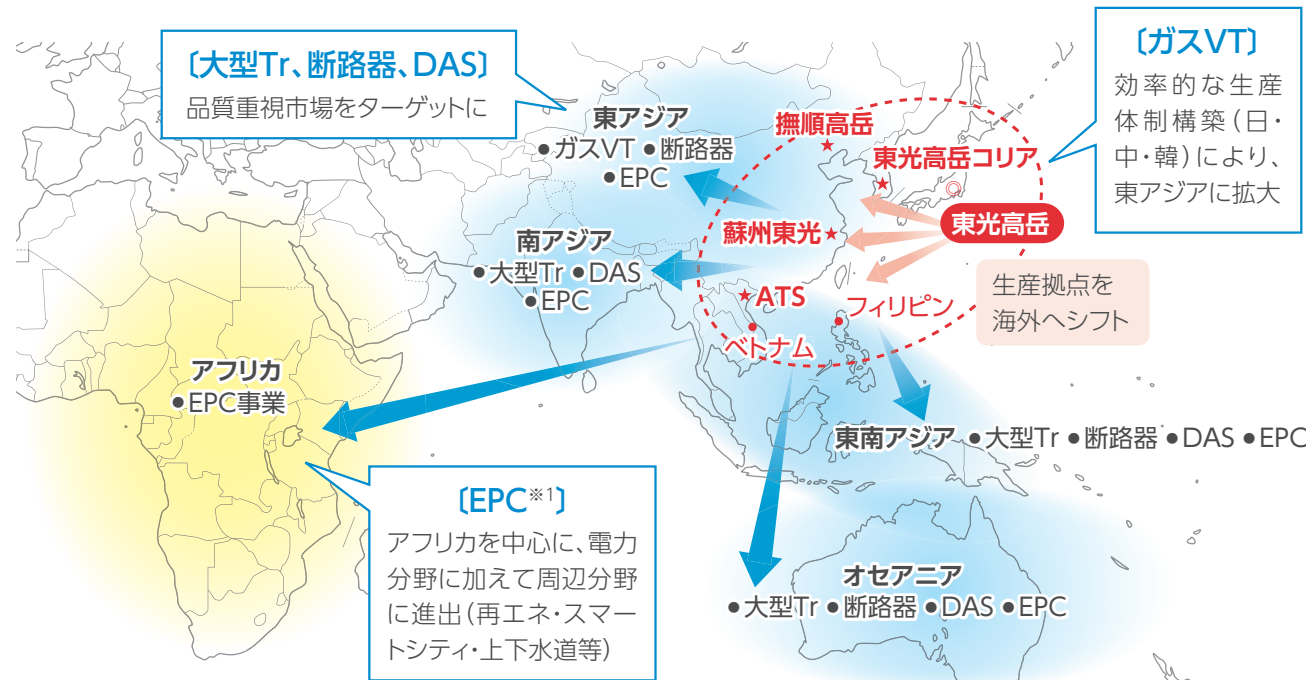 〔大型Tr、断路器、DAS〕
品質重視市場をターゲットに
〔ガスVT〕
効率的な生産
体制構築(日・
中・韓)により、
東アジアに拡大
東アジア
●ガスVT ●断路器
●EPC
撫順高岳
東光高岳コリア
東光高岳
蘇州東光
南アジア
●大型Tr ●DAS
●EPC
ATS
フィリピン
ベトナム
生産拠点を
海外へシフト
アフリカ
●EPC事業
東南アジア ●大型Tr ●断路器 ●DAS ●EPC
〔EPC※1〕
アフリカを中心に、電力
分野に加えて周辺分野
に進出(再エネ・スマー
トシティ・上下水道等)
オセアニア
●大型Tr ●断路器 ●DAS ●EPC